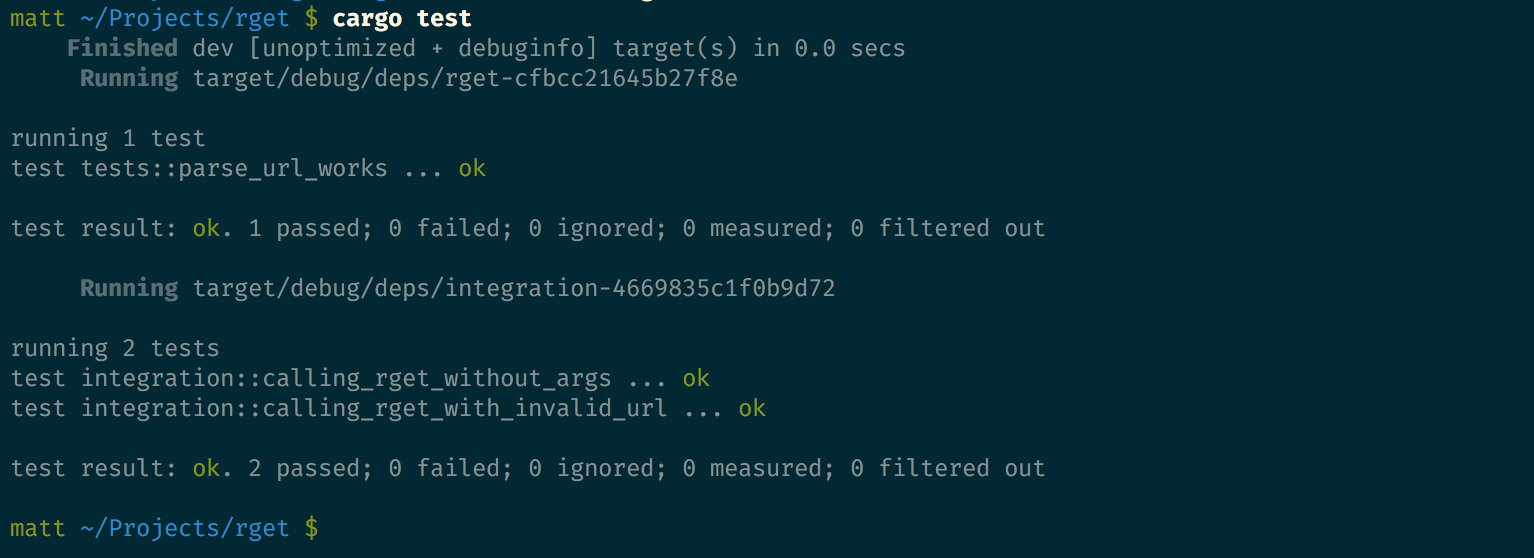 matt ~/Projects/rget $ cargo test
Finished dev [unoptimized + debuginfo] target(s) in 0.0 secs
Running target/debug/deps/rget-cfbcc21645b27f8e
running 1 test
test tests::parse_url_works ... ok
test result: ok. 1 passed; 0 failed; 0 ignored; 0 measured; 0 filtered out
Running target/debug/deps/integration-4669835c1f0b9d72
running 2 tests
test integration::calling_rget_without_args ... ok
test integration::calling_rget_with_invalid_url ... ok
test result: ok. 2 passed; 0 failed; 0 ignored; 0 measured; 0 filtered out
matt ~/Projects/rget $